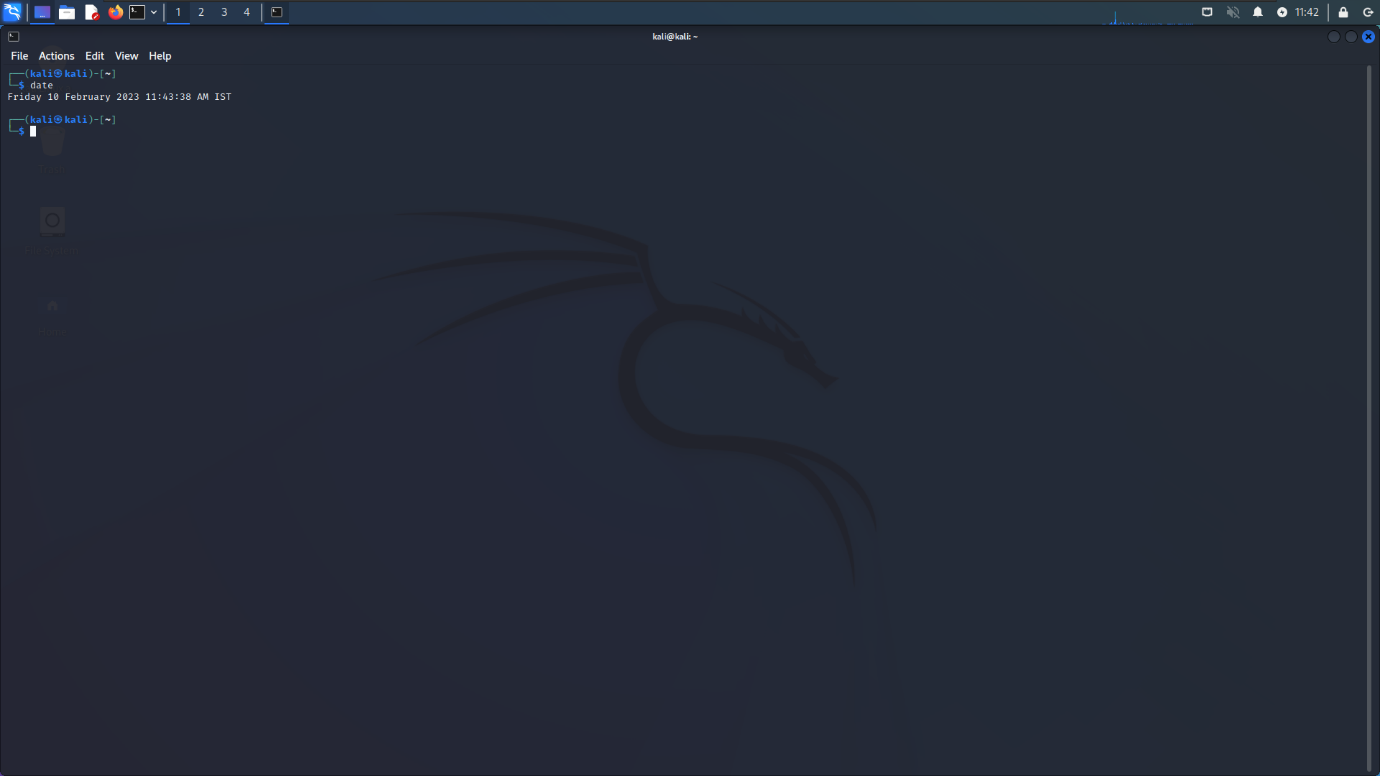 1 2 3 4 11:42
kali@kali: ~
File Actions Edit View Help
┌──(kali㉿kali)-[~]
└─$ date
Friday 10 February 2023 11:43:38 AM IST
┌──(kali㉿kali)-[~]
└─$